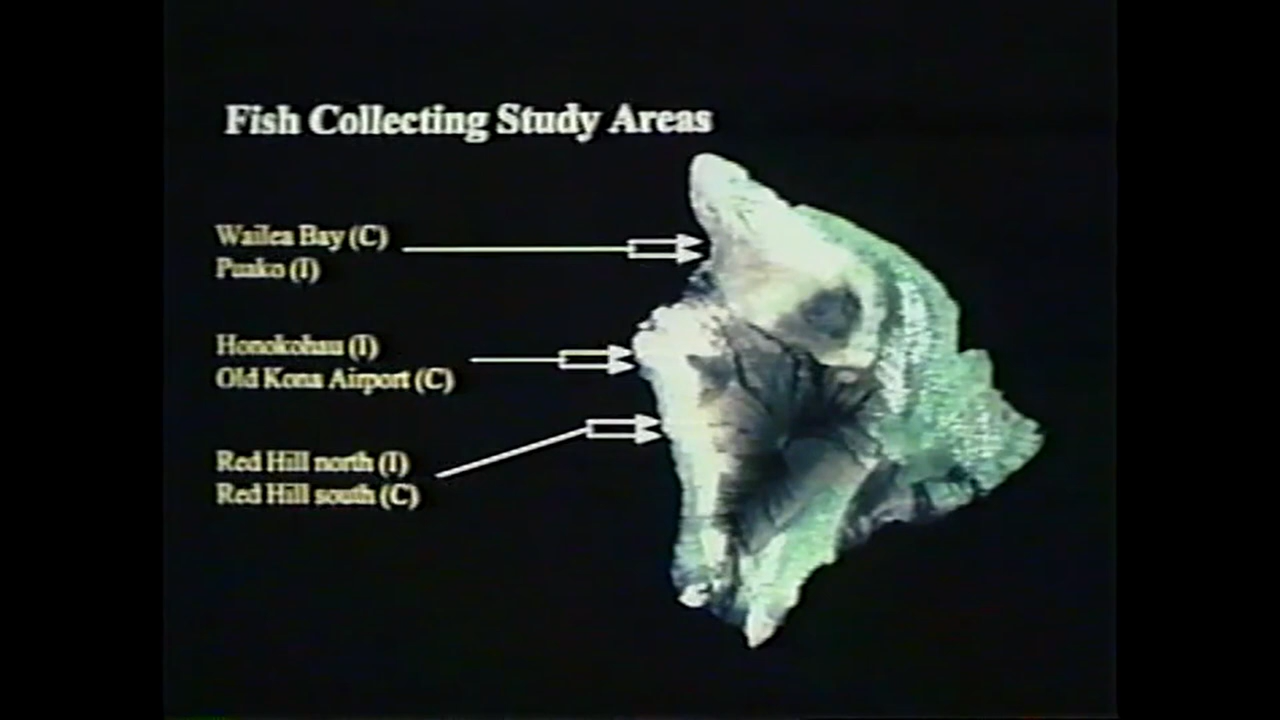 Fish Collecting Study Areas
Wailea Bay (C)
Puako (I)
Honokohau (I)
Old Kona Airport (C)
Red Hill north (I)
Red Hill south (C)